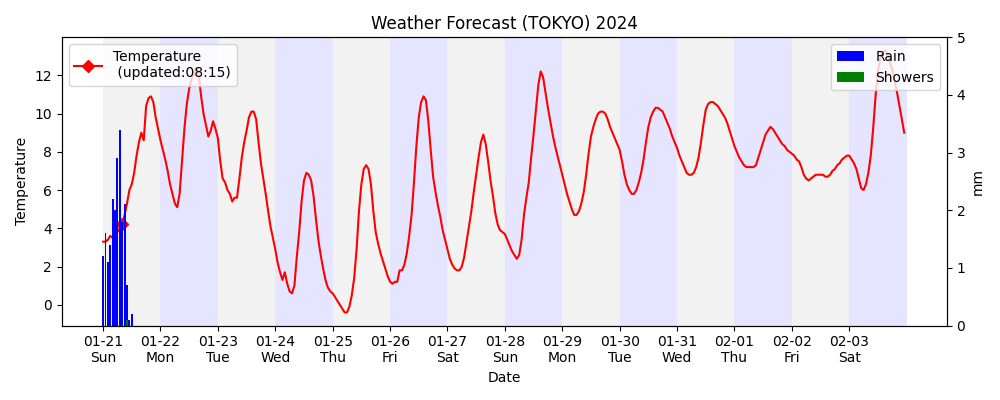 Weather Forecast (TOKYO) 2024
Temperature
(updated:08:15)
Rain
Showers
Temperature
12
10
8
6
4
2
0
5
4
3
2
1
0
mm
01-21 01-22 01-23 01-24 01-25 01-26 01-27 01-28 01-29 01-30 01-31 02-01 02-02 02-03
Sun Mon Tue Wed Thu Fri Sat Sun Mon Tue Wed Thu Fri Sat
Date